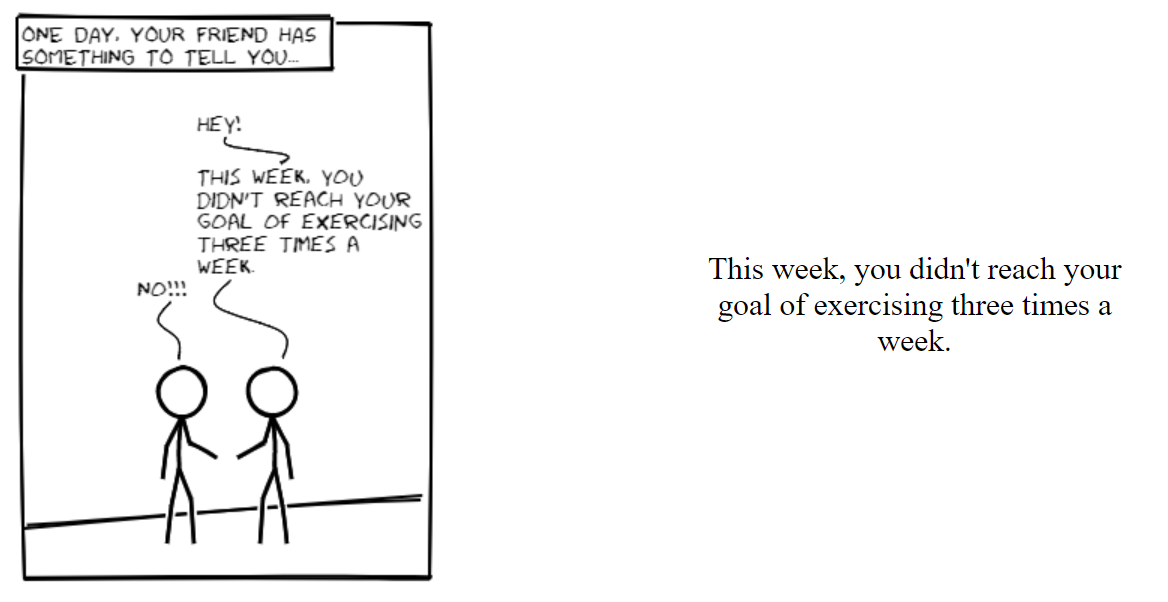 ONE DAY, YOUR FRIEND HAS
SOMETHING TO TELL YOU...
HEY!
THIS WEEK, YOU
DIDN'T REACH YOUR
GOAL OF EXERCISING
THREE TIMES A
WEEK.
NO!!!
This week, you didn't reach your
goal of exercising three times a
week.